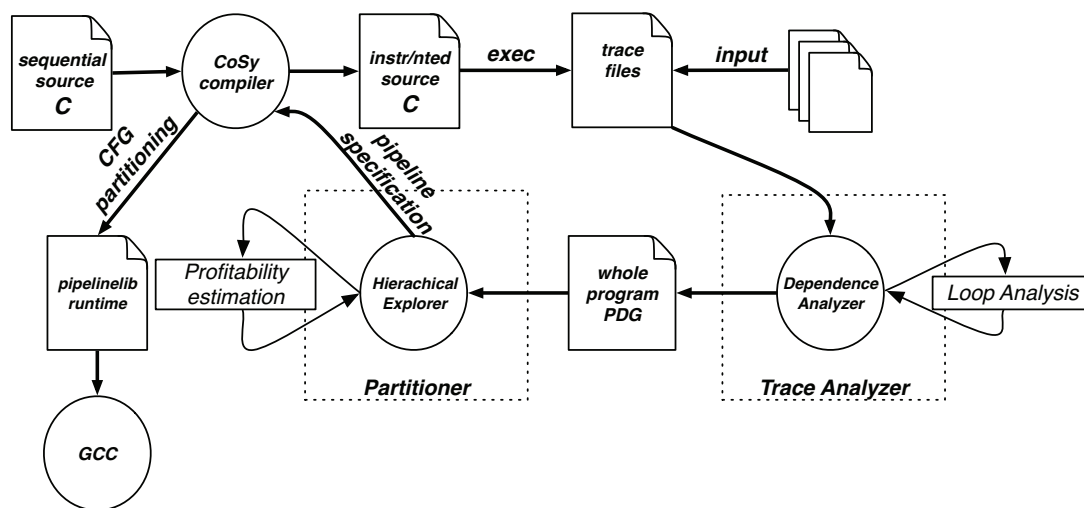 sequential
source
C
CoSy
compiler
instr/nted
source
C
exec
trace
files
input
CFG
partitioning
pipeline
specification
pipelinelib
runtime
Profitability
estimation
Hierachical
Explorer
whole
program
PDG
Dependence
Analyzer
Loop Analysis
Partitioner
Trace Analyzer
GCC